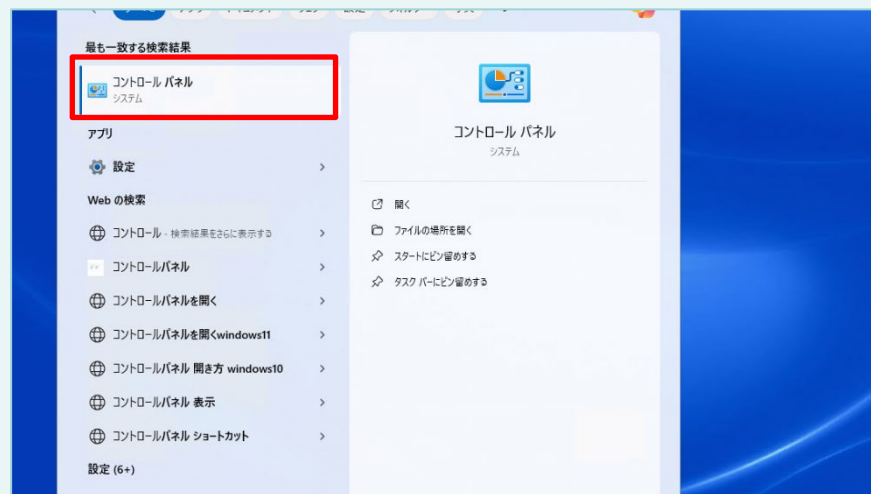 最も一致する検索結果
コントロール パネル
システム
アプリ
設定
Web の検索
コントロール - 検索結果をさらに表示する
コントロールパネル
コントロールパネルを開く
コントロールパネルを開くwindows11
コントロールパネル 開き方 windows10
コントロールパネル 表示
コントロールパネル ショートカット
設定 (6+)
コントロール パネル
システム
開く
ファイルの場所を開く
スタートにピン留めする
タスク バーにピン留めする